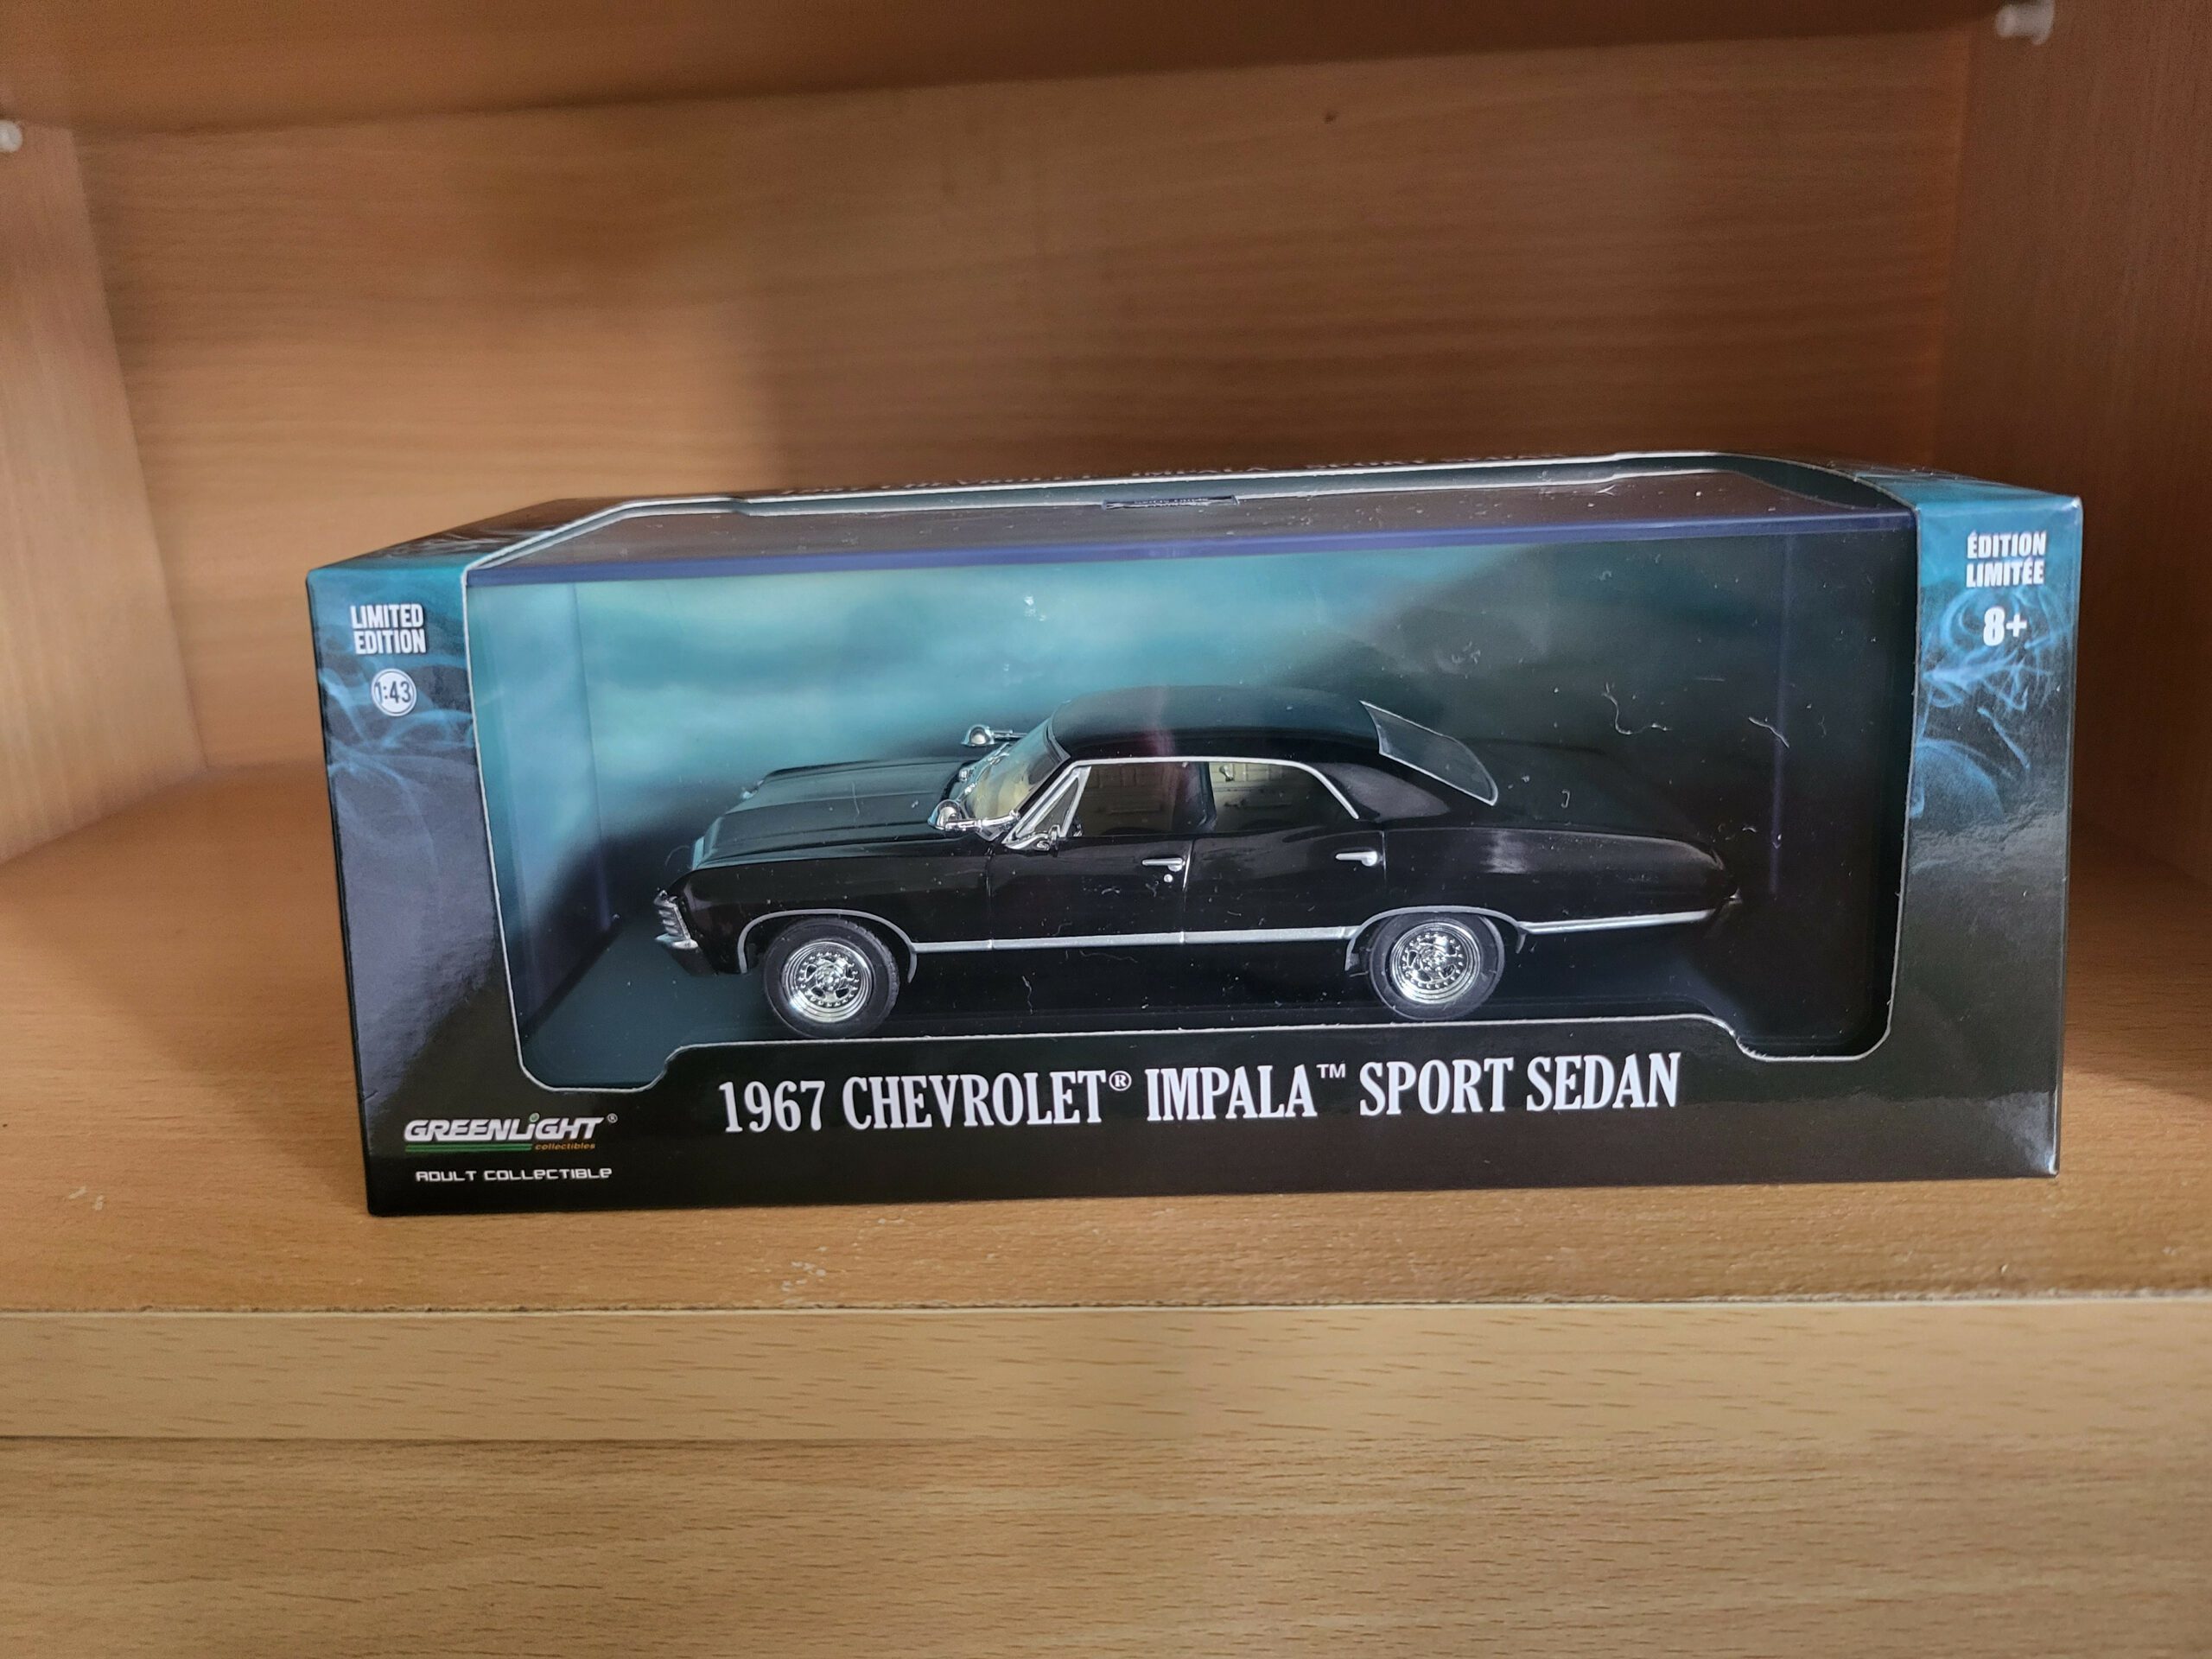 LIMITED
EDITION
1:43
ÉDITION
LIMITÉE
8+
1967 CHEVROLET® IMPALA™ SPORT SEDAN
GREENLiGHT®
collectibles
ADULT COLLECTIBLE